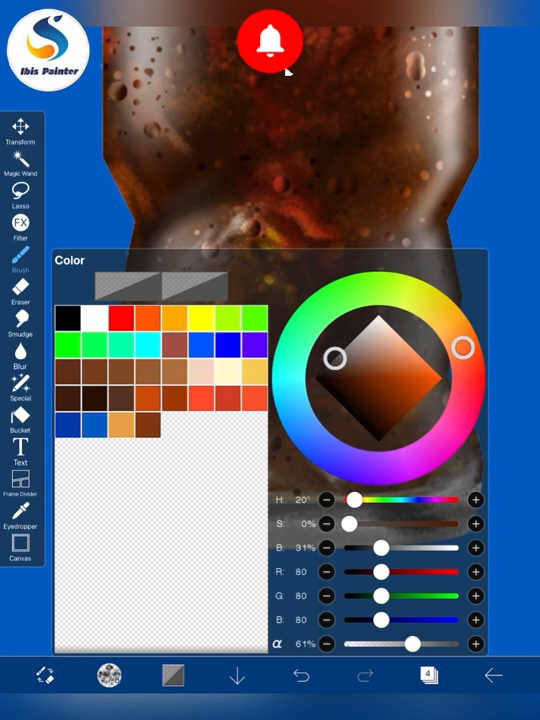 Ibis Painter
Transform
Magic Wand
Lasso
FX
Filter
Brush
Eraser
Smudge
Blur
Special
Bucket
T
Text
Frame Divider
Eyedropper
Canvas
Color
H: 20°
S: 0%
B: 31%
R: 80
G: 80
B: 80
α 61%
4